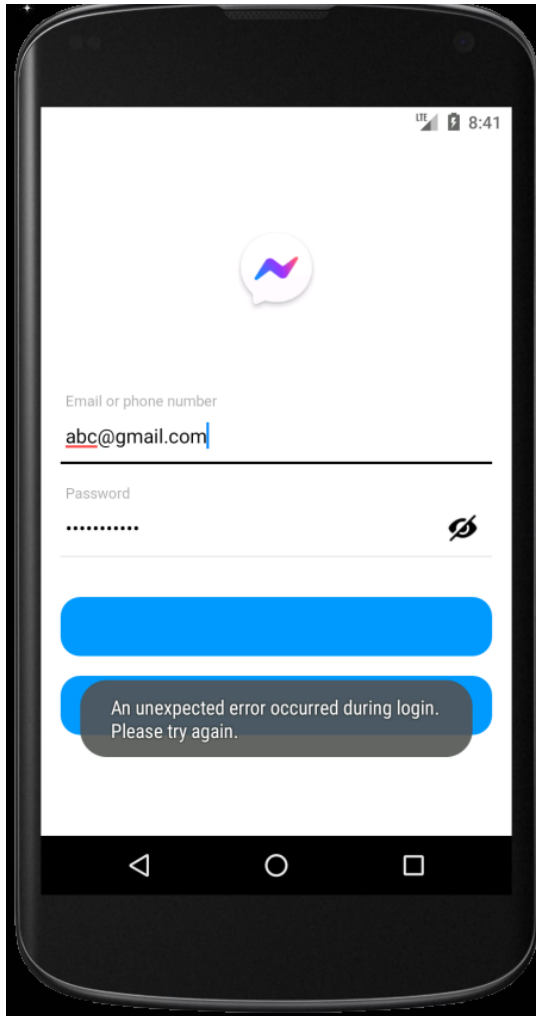 LTE 8:41
Email or phone number
abc@gmail.com
Password
•••••••••••
An unexpected error occurred during login.
Please try again.